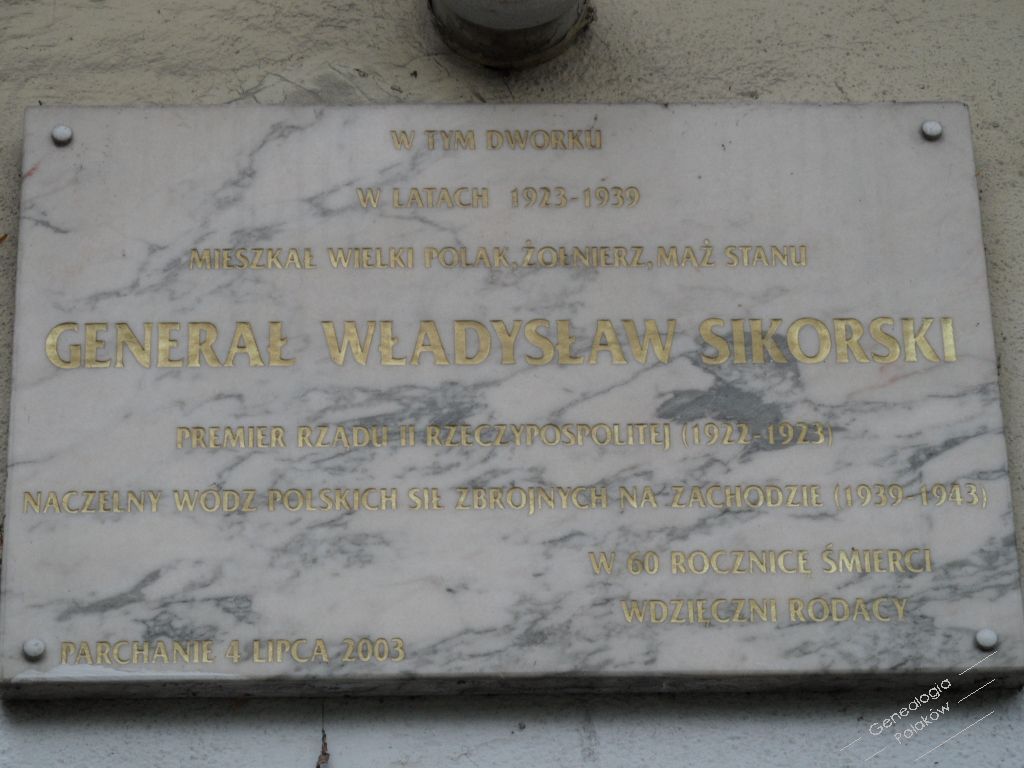 W TYM DWORKU
W LATACH 1923-1939
MIESZKAŁ WIELKI POLAK, ŻOŁNIERZ, MĄŻ STANU
GENERAŁ WŁADYSŁAW SIKORSKI
PREMIER RZĄDU II RZECZYPOSPOLITEJ (1922-1923)
NACZELNY WÓDZ POLSKICH SIŁ ZBROJNYCH NA ZACHODZIE (1939-1943)
W 60 ROCZNICĘ ŚMIERCI
WDZIĘCZNI RODACY
PARCHANIE 4 LIPCA 2003
Genealogia
Polaków